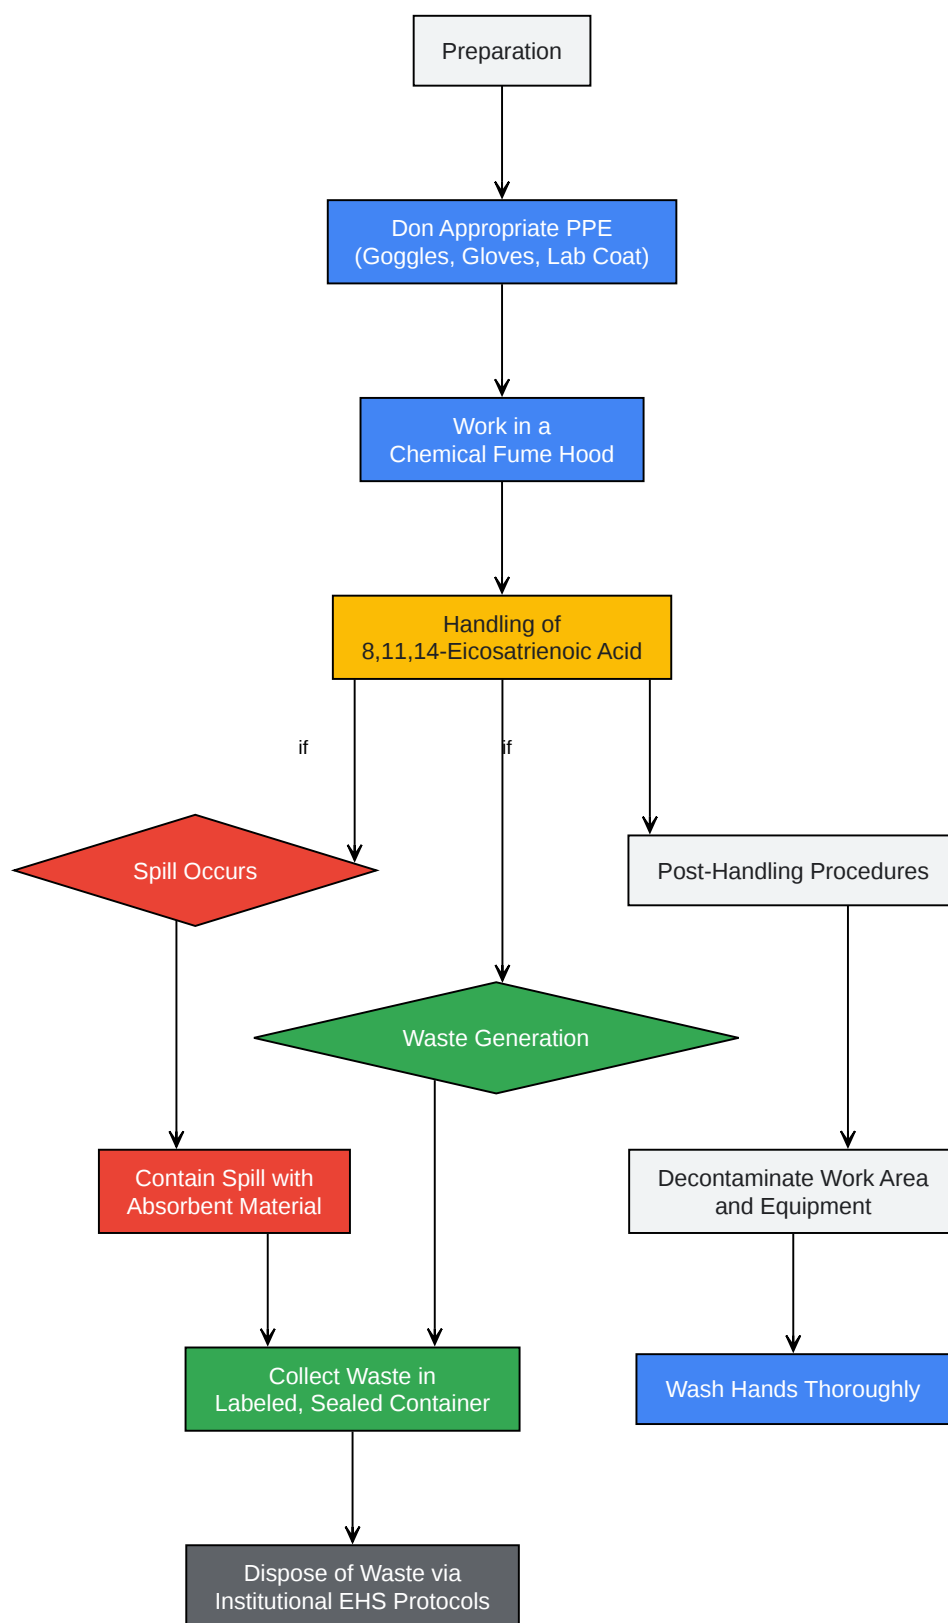 Preparation
Don Appropriate PPE
(Goggles, Gloves, Lab Coat)
Work in a
Chemical Fume Hood
Handling of
8,11,14-Eicosatrienoic Acid
if
if
Spill Occurs
Post-Handling Procedures
Waste Generation
Contain Spill with
Absorbent Material
Decontaminate Work Area
and Equipment
Collect Waste in
Labeled, Sealed Container
Wash Hands Thoroughly
Dispose of Waste via
Institutional EHS Protocols